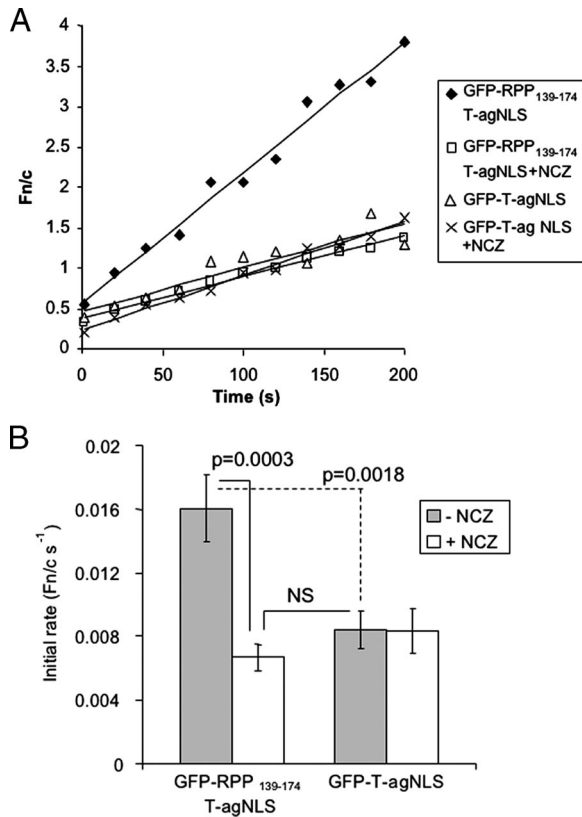 A
4
3.5
3
2.5
2
1.5
1
0.5
0
Fn/c
0
50
100
150
200
Time (s)
GFP-RPP139-174
T-agNLS
GFP-RPP139-174
T-agNLS+NCZ
GFP-T-agNLS
GFP-T-ag NLS
+NCZ
B
0.02
0.016
0.012
0.008
0.004
0
Initial rate (Fn/c s-1)
p=0.0003
p=0.0018
NS
- NCZ
+ NCZ
GFP-RPP 139-174
T-agNLS
GFP-T-agNLS